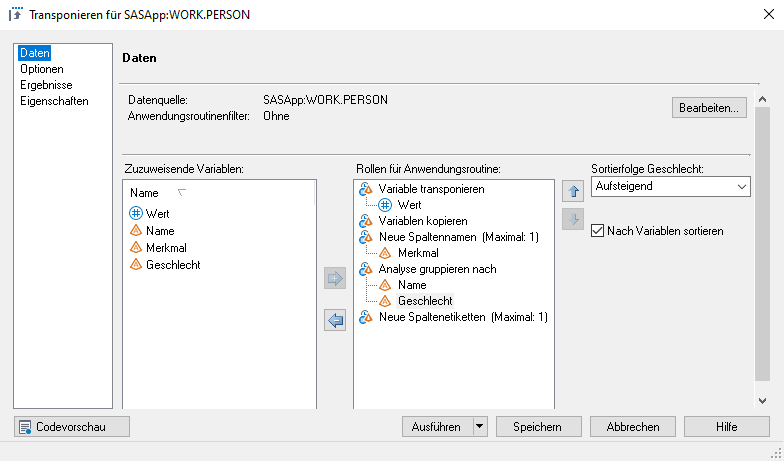 Transponieren für SASApp:WORK.PERSON
Daten
Optionen
Ergebnisse
Eigenschaften
Daten
Datenquelle: SASApp:WORK.PERSON
Anwendungsroutinenfilter: Ohne
Bearbeiten...
Zuzuweisende Variablen:
Name
Wert
Name
Merkmal
Geschlecht
Rollen für Anwendungsroutine:
Variable transponieren
Wert
Variablen kopieren
Neue Spaltennamen (Maximal: 1)
Merkmal
Analyse gruppieren nach
Name
Geschlecht
Neue Spaltenetiketten (Maximal: 1)
Sortierfolge Geschlecht:
Aufsteigend
Nach Variablen sortieren
Codevorschau
Ausführen
Speichern
Abbrechen
Hilfe